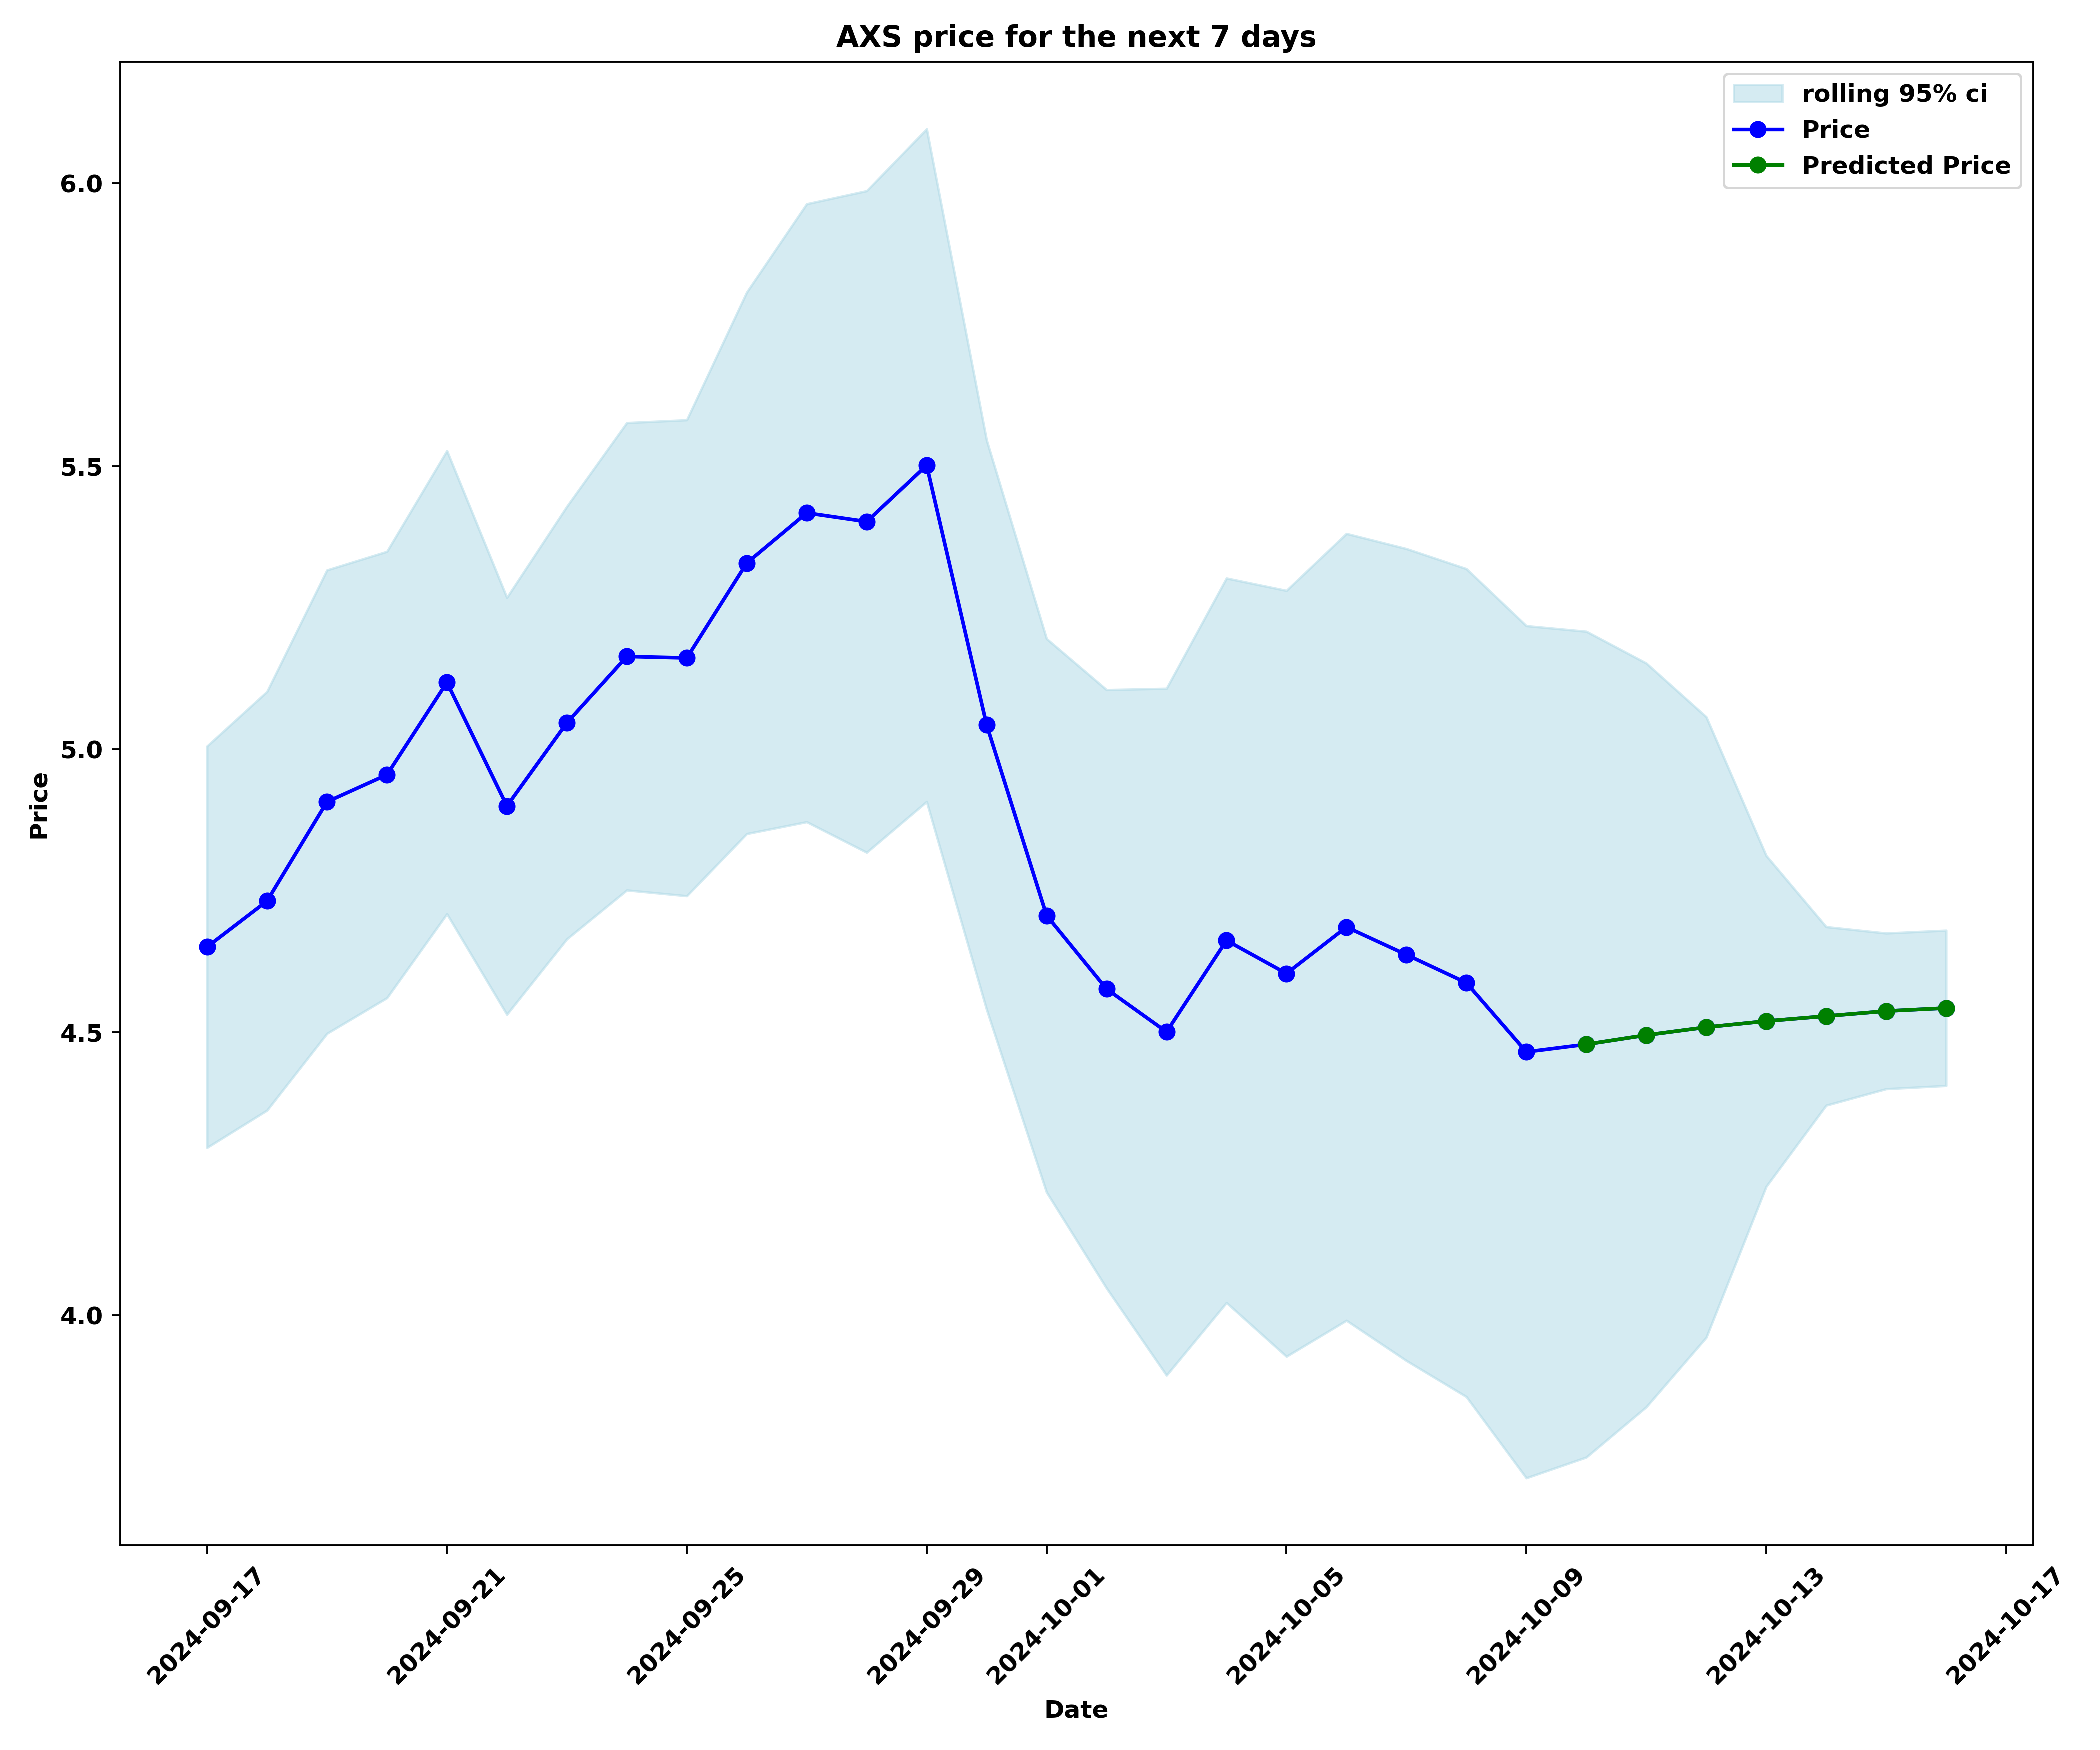 AXS price for the next 7 days
rolling 95% ci
Price
Predicted Price
6.0
5.5
5.0
4.5
4.0
Price
2024-09-17
2024-09-21
2024-09-25
2024-09-29
2024-10-01
2024-10-05
2024-10-09
2024-10-13
2024-10-17
Date